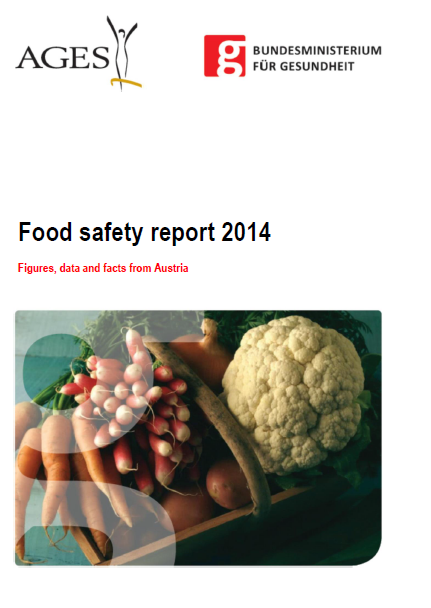 AGES
BUNDESMINISTERIUM
FÜR GESUNDHEIT
Food safety report 2014
Figures, data and facts from Austria